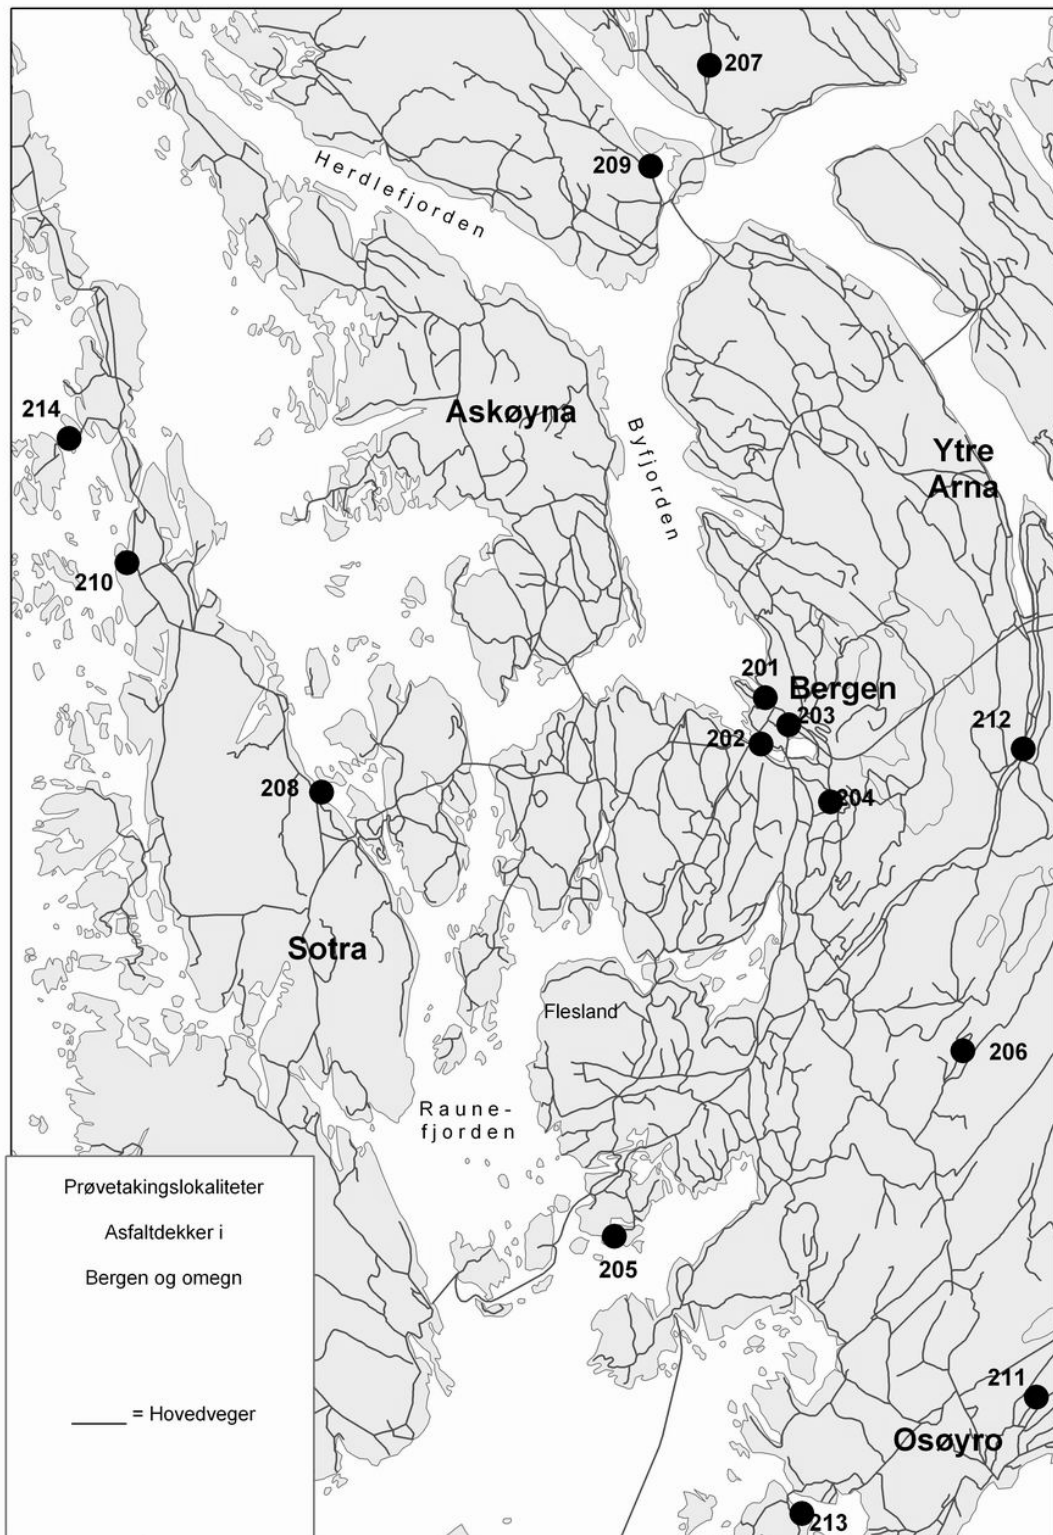 207
209
Herdlefjorden
214
Askøyna
Byfjorden
Ytre
Arna
210
201
Bergen
203
202
212
208
204
Sotra
Flesland
206
Raune-
fjorden
205
Prøvetakingslokaliteter
Asfaltdekker i
Bergen og omegn
= Hovedveger
211
Osøyro
213